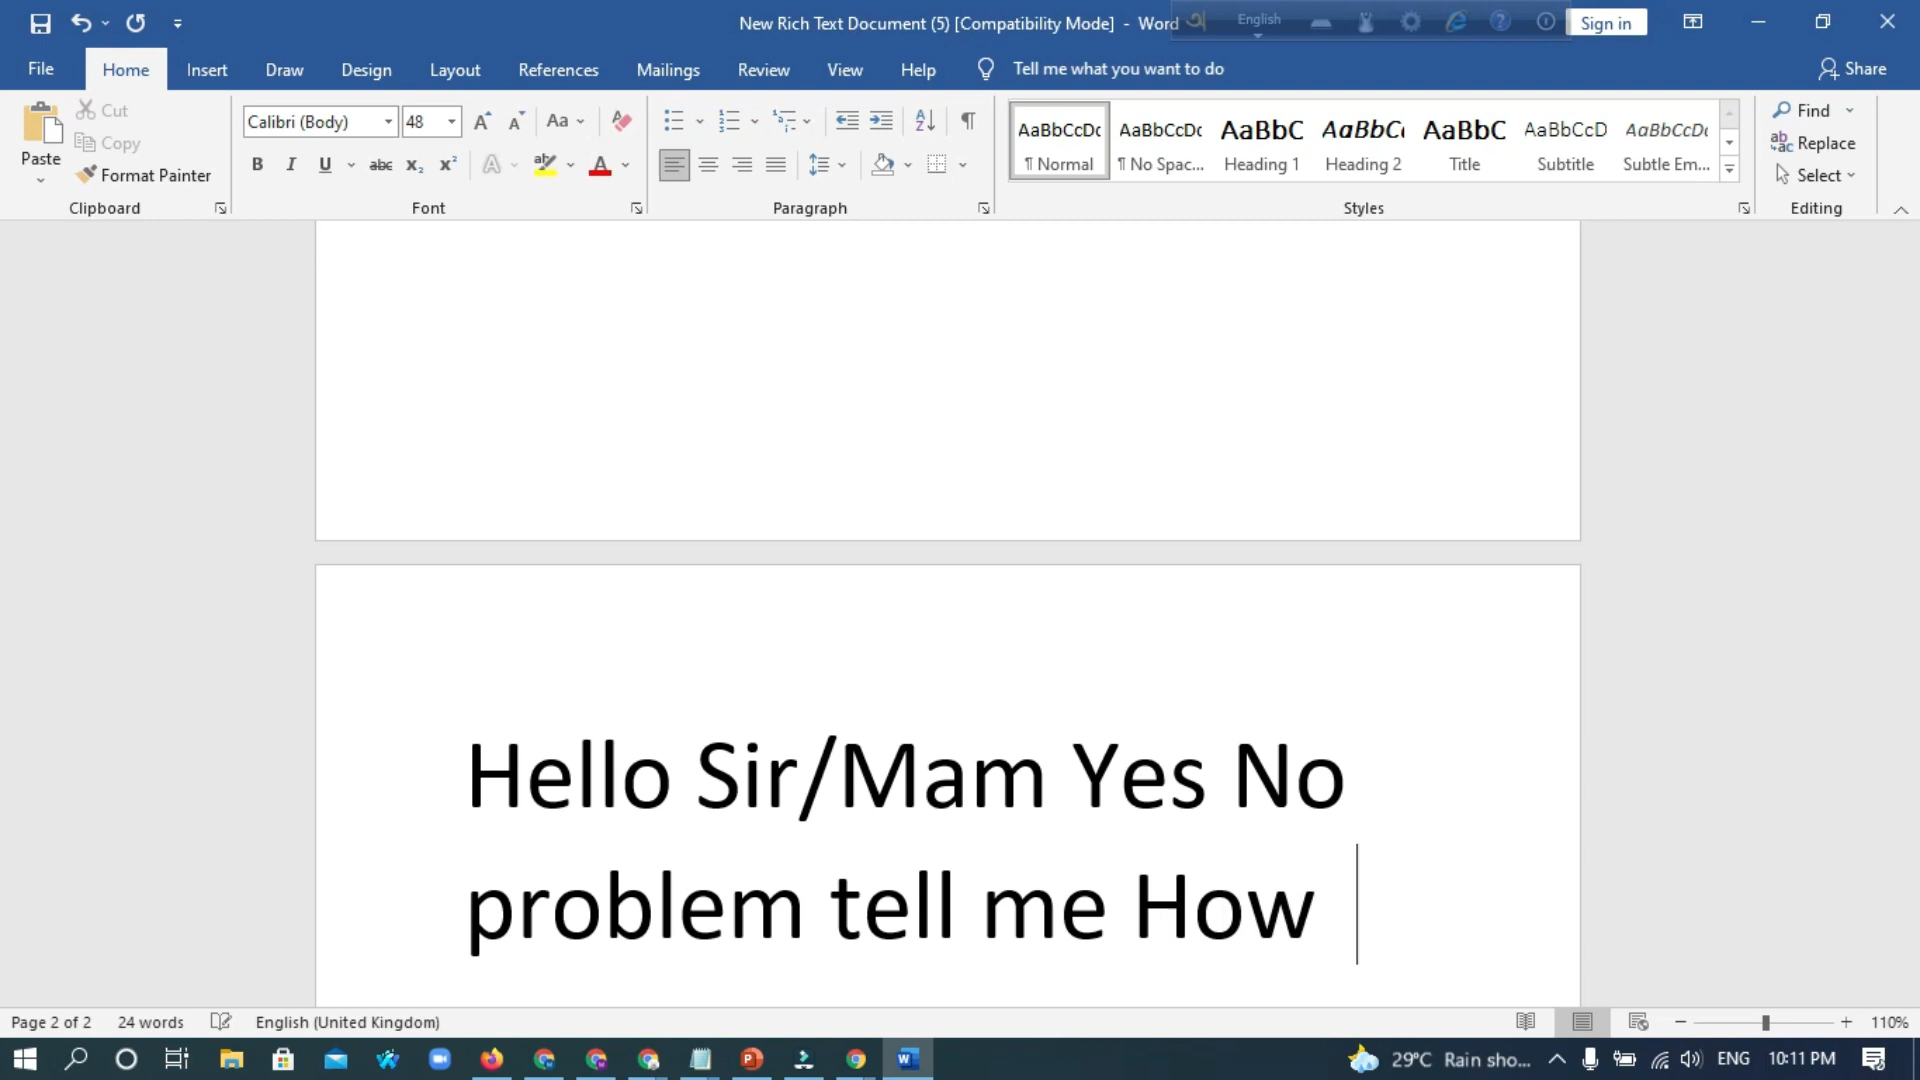 New Rich Text Document (5) [Compatibility Mode] - Word
English
Sign in
File Home Insert Draw Design Layout References Mailings Review View Help Tell me what you want to do Share
Paste
Cut
Copy
Format Painter
Clipboard
Calibri (Body) 48
Font
Paragraph
AaBbCcDc AaBbCcDc AaBbC AaBbCc AaBbC AaBbCcD AaBbCcDc
¶ Normal ¶ No Spac... Heading 1 Heading 2 Title Subtitle Subtle Em...
Styles
Find
Replace
Select
Editing
Hello Sir/Mam Yes No
problem tell me How
Page 2 of 2 24 words English (United Kingdom) 110%
29°C Rain sho... ENG 10:11 PM